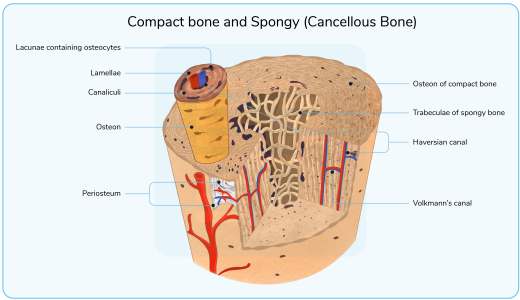 Compact bone and Spongy (Cancellous Bone)
Lacunae containing osteocytes
Lamellae
Canaliculi
Osteon
Periosteum
Osteon of compact bone
Trabeculae of spongy bone
Haversian canal
Volkmann's canal